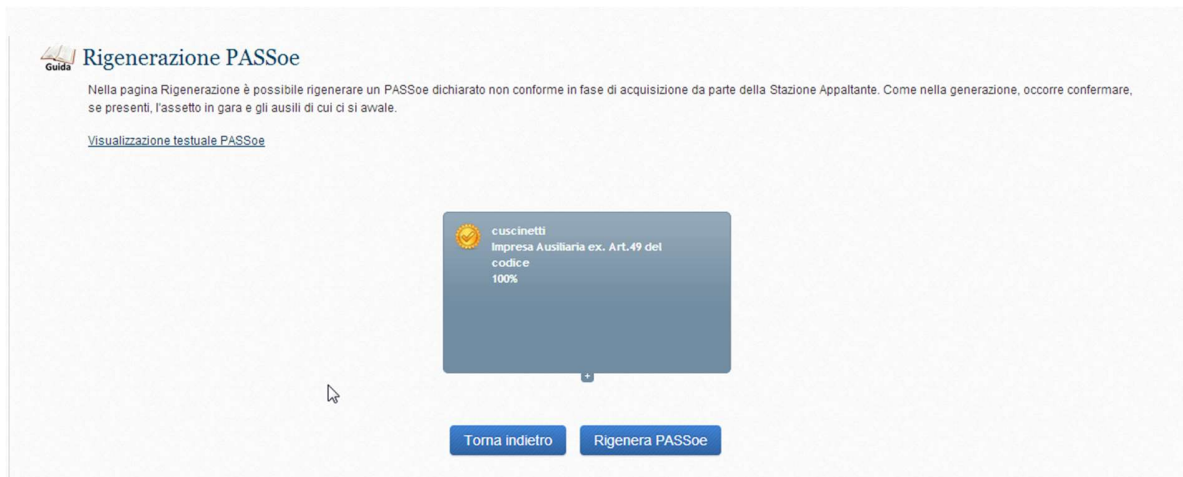 Guida
Rigenerazione PASSoe
Nella pagina Rigenerazione è possibile rigenerare un PASSoe dichiarato non conforme in fase di acquisizione da parte della Stazione Appaltante. Come nella generazione, occorre confermare,
se presenti, l'assetto in gara e gli ausili di cui ci si avvale.
Visualizzazione testuale PASSoe
cuscinetti
Impresa Ausiliaria ex. Art.49 del
codice
100%
+
Torna indietro
Rigenera PASSoe